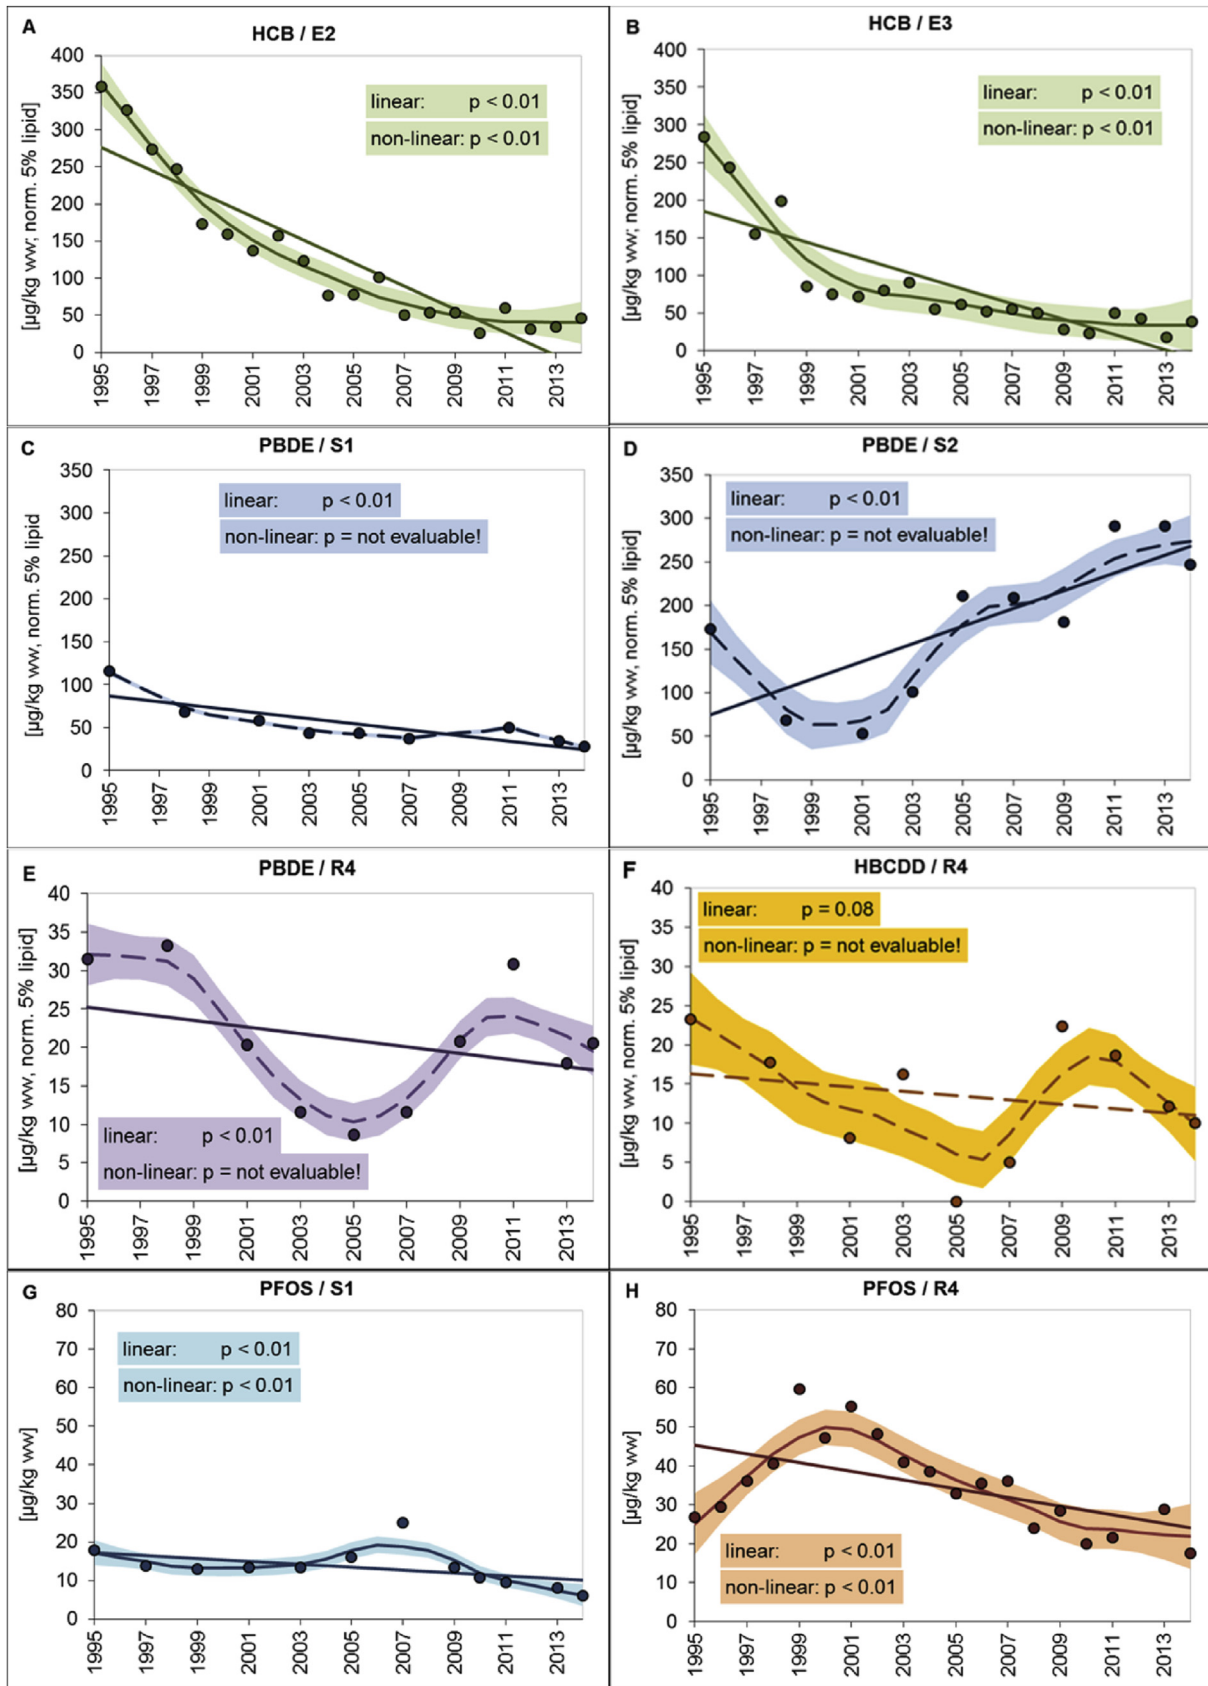 A
HCB / E2
[µg/kg ww; norm. 5% lipid]
400
350
300
250
200
150
100
50
0
linear: p < 0.01
non-linear: p < 0.01
1995 1997 1999 2001 2003 2005 2007 2009 2011 2013
B
HCB / E3
[µg/kg ww; norm. 5% lipid]
400
350
300
250
200
150
100
50
0
linear: p < 0.01
non-linear: p < 0.01
1995 1997 1999 2001 2003 2005 2007 2009 2011 2013
C
PBDE / S1
[µg/kg ww, norm. 5% lipid
350
300
250
200
150
100
50
0
linear: p < 0.01
non-linear: p = not evaluable!
1995 1997 1999 2001 2003 2005 2007 2009 2011 2013
D
PBDE / S2
[µg/kg ww, norm. 5% lipid]
350
300
250
200
150
100
50
0
linear: p < 0.01
non-linear: p = not evaluable!
1995 1997 1999 2001 2003 2005 2007 2009 2011 2013
E
PBDE / R4
[µg/kg ww, norm. 5% lipid]
40
35
30
25
20
15
10
5
0
linear: p < 0.01
non-linear: p = not evaluable!
1995 1997 1999 2001 2003 2005 2007 2009 2011 2013
F
HBCDD / R4
[µg/kg ww, norm. 5% lipid]
40
35
30
25
20
15
10
5
0
linear: p = 0.08
non-linear: p = not evaluable!
1995 1997 1999 2001 2003 2005 2007 2009 2011 2013
G
PFOS / S1
[µg/kg ww]
80
70
60
50
40
30
20
10
0
linear: p < 0.01
non-linear: p < 0.01
1995 1997 1999 2001 2003 2005 2007 2009 2011 2013
H
PFOS / R4
[µg/kg ww]
80
70
60
50
40
30
20
10
0
linear: p < 0.01
non-linear: p < 0.01
1995 1997 1999 2001 2003 2005 2007 2009 2011 2013